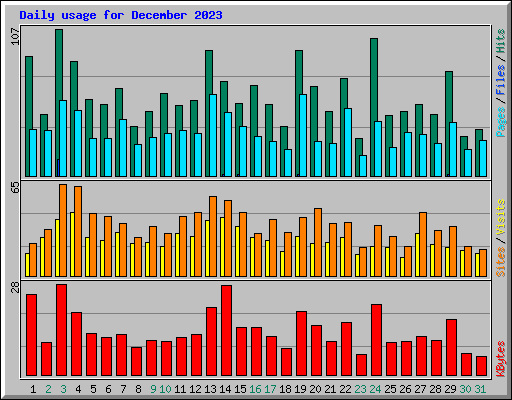 Daily usage for December 2023
107
Pages / Files / Hits
65
Sites / Visits
28
KBytes
1 2 3 4 5 6 7 8 9 10 11 12 13 14 15 16 17 18 19 20 21 22 23 24 25 26 27 28 29 30 31